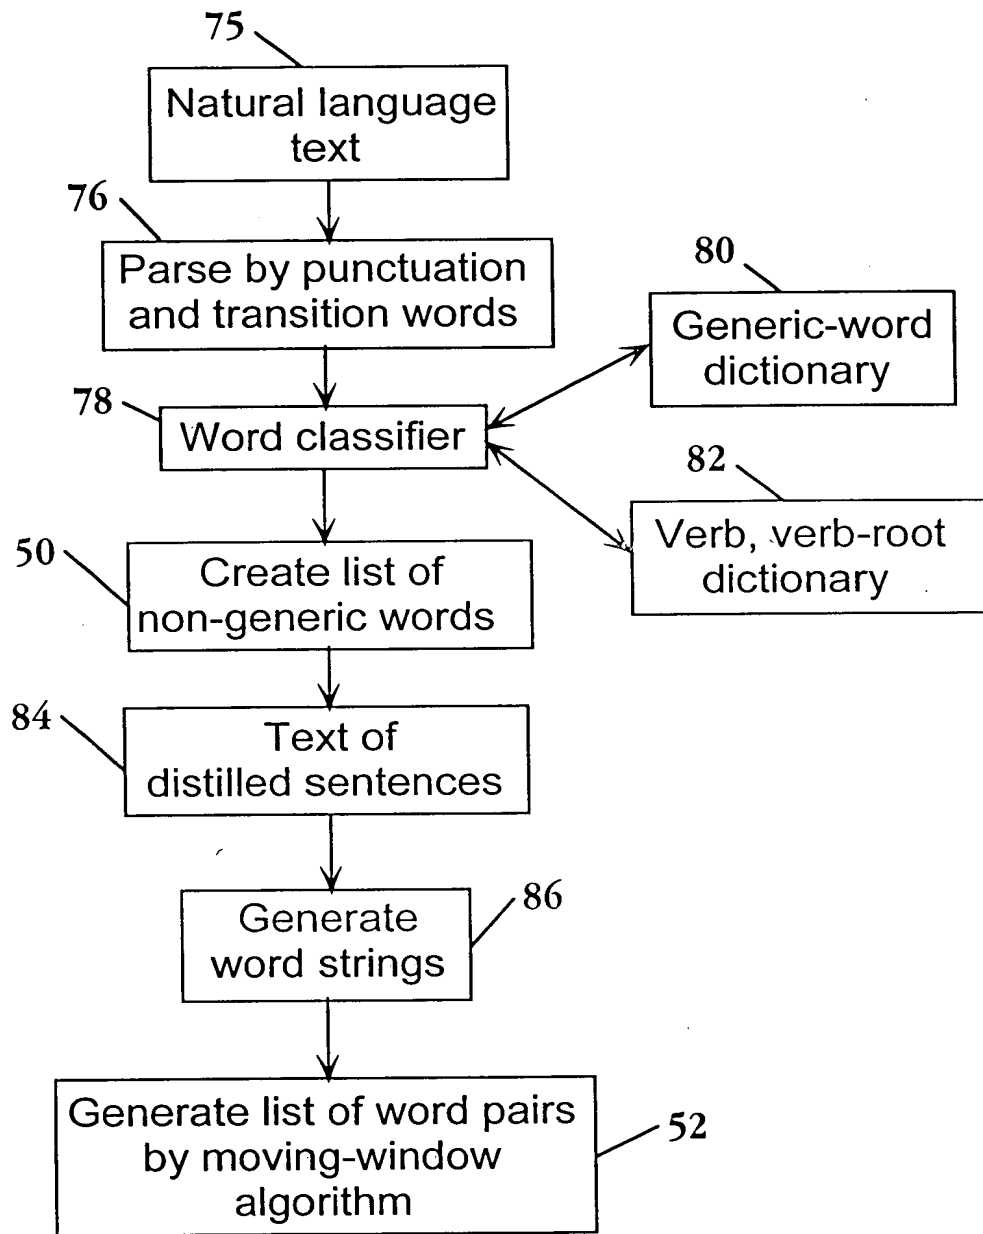 75
Natural language
text
76
Parse by punctuation
and transition words
80
Generic-word
dictionary
78
Word classifier
82
Verb, verb-root
dictionary
50
Create list of
non-generic words
84
Text of
distilled sentences
86
Generate
word strings
Generate list of word pairs
by moving-window
algorithm
52